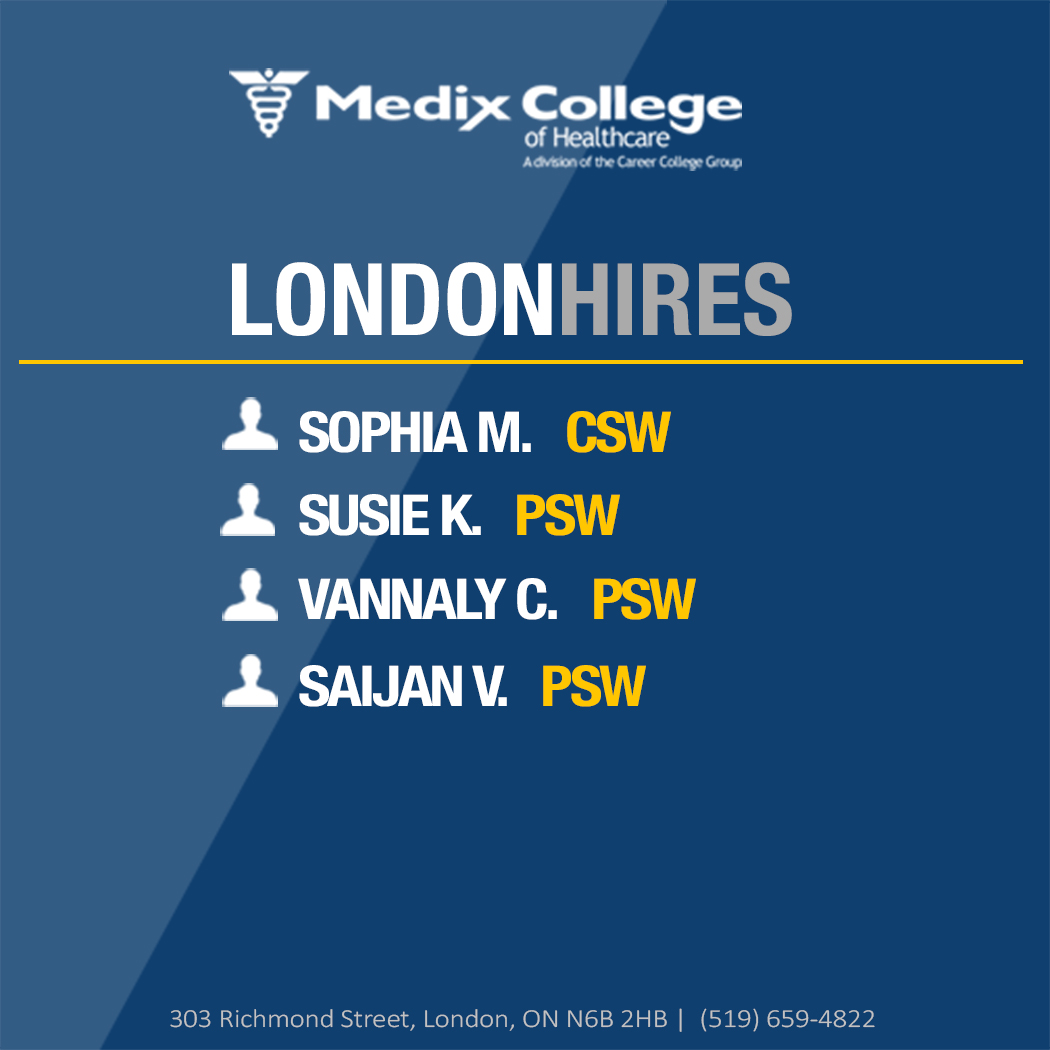 Medix College
of Healthcare
A division of the Career College Group
LONDONHIRES
SOPHIA M. CSW
SUSIE K. PSW
VANNALY C. PSW
SAIJAN V. PSW
303 Richmond Street, London, ON N6B 2HB | (519) 659-4822